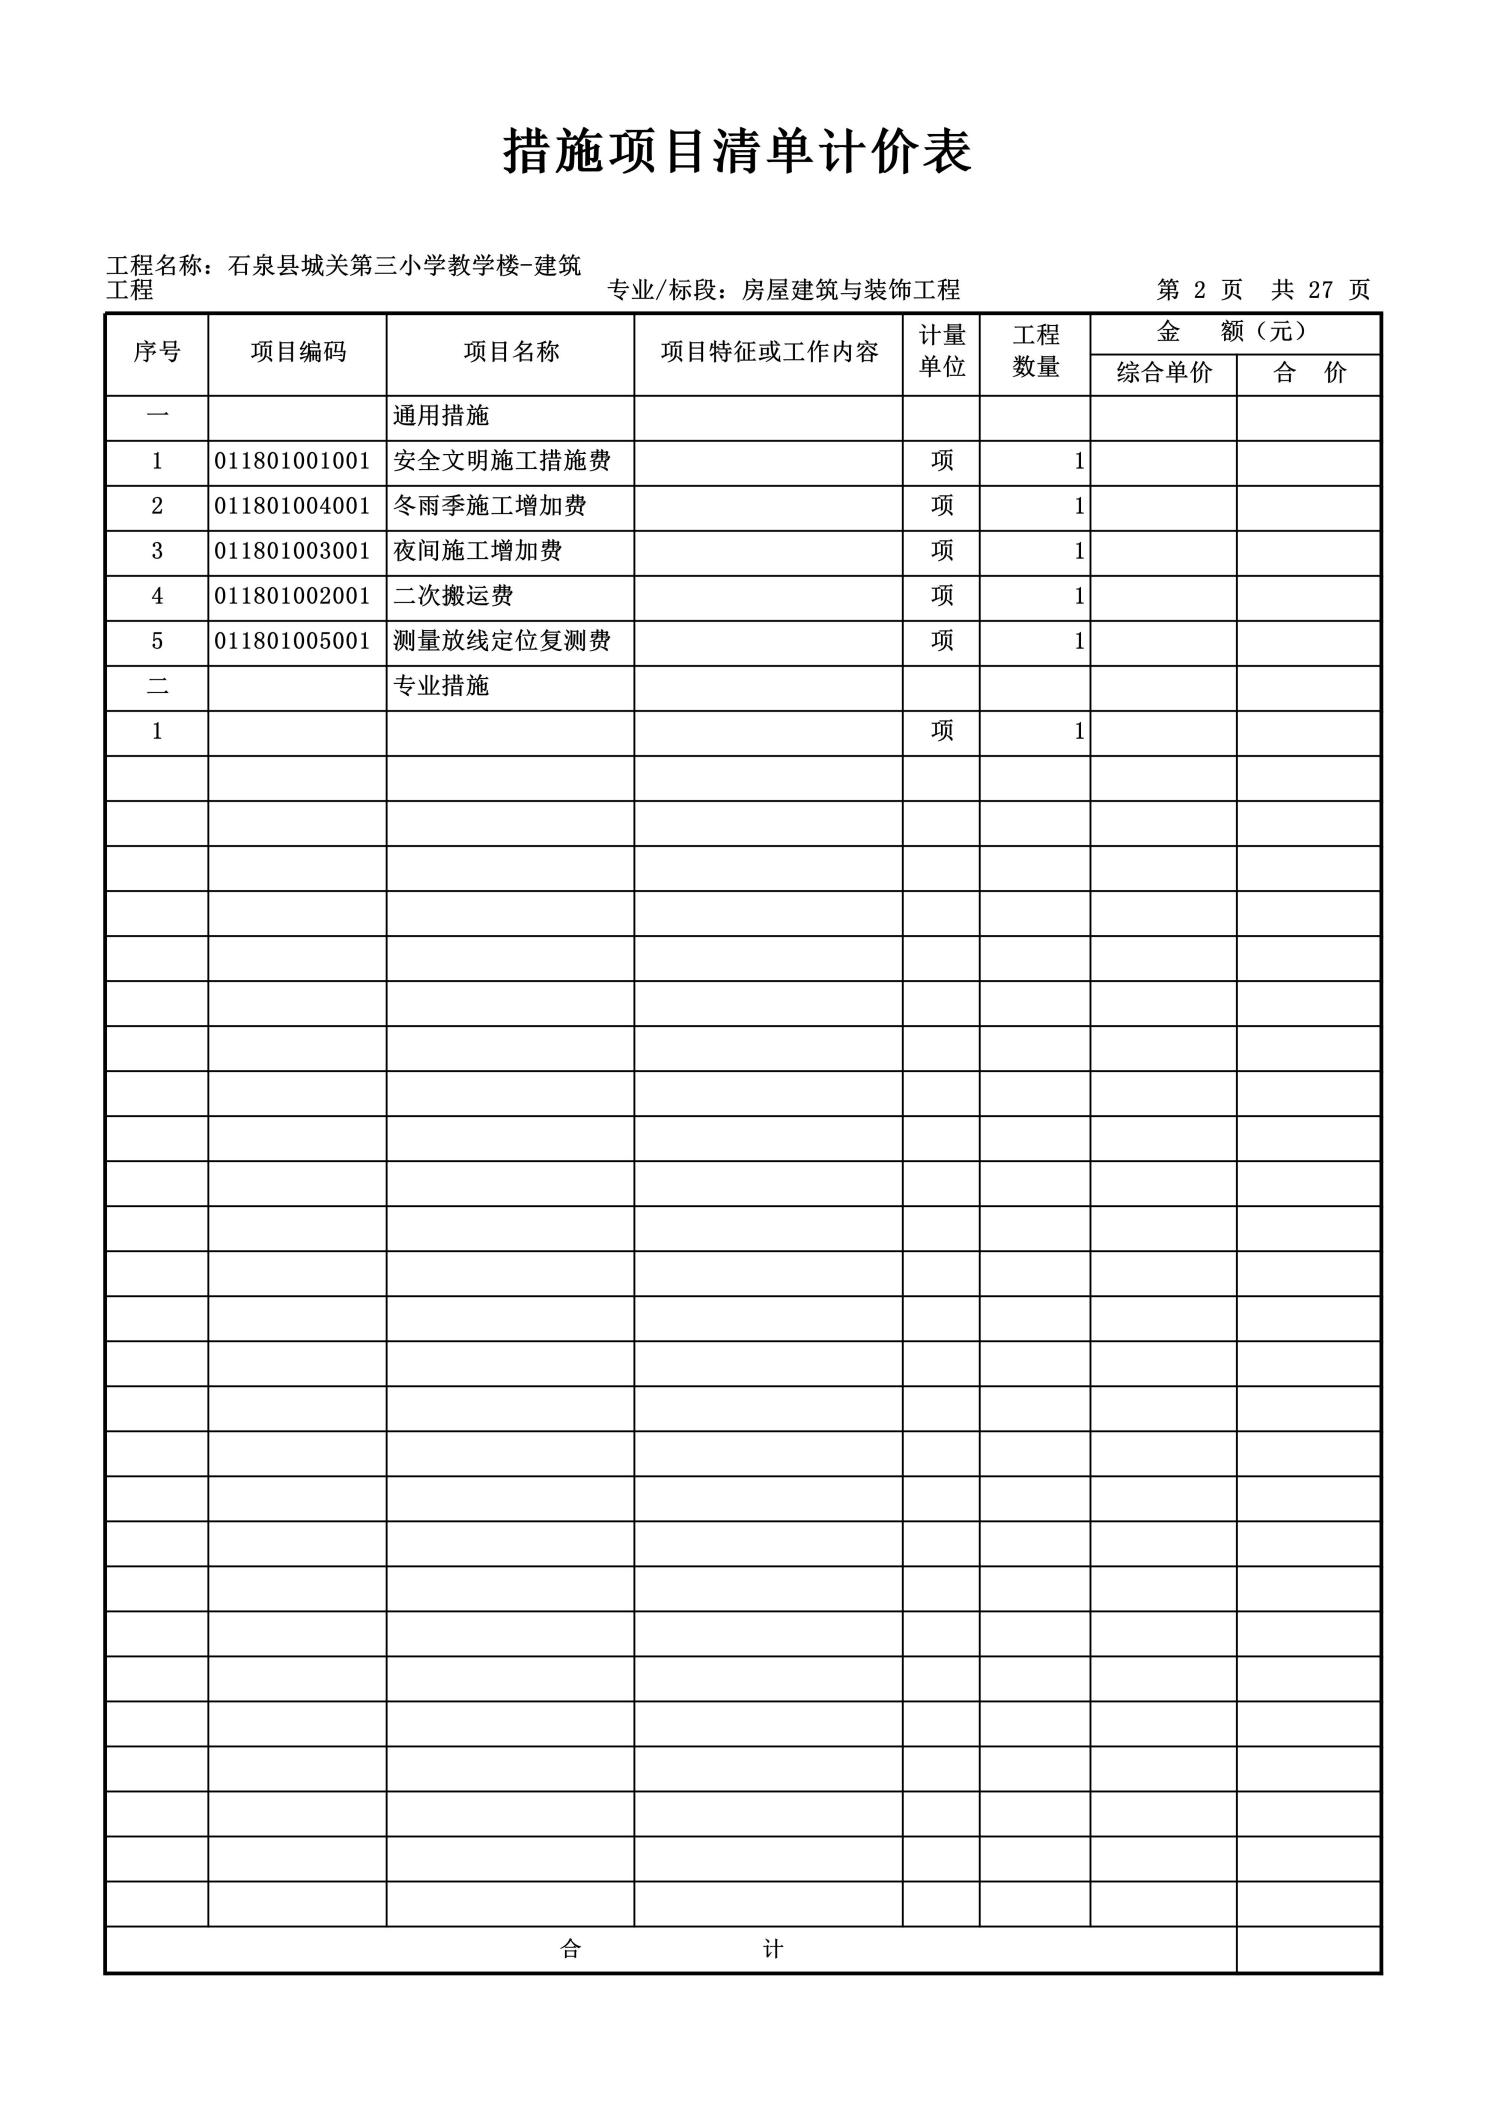 措施项目清单计价表
工程名称：石泉县城关第三小学教学楼-建筑
工程 专业/标段：房屋建筑与装饰工程 第 2 页 共 27 页
序号 项目编码 项目名称 项目特征或工作内容 计量单位 工程数量 金 额（元）
综合单价 合 价
一 通用措施
1 011801001001 安全文明施工措施费 项 1
2 011801004001 冬雨季施工增加费 项 1
3 011801003001 夜间施工增加费 项 1
4 011801002001 二次搬运费 项 1
5 011801005001 测量放线定位复测费 项 1
二 专业措施
1 项 1
合 计